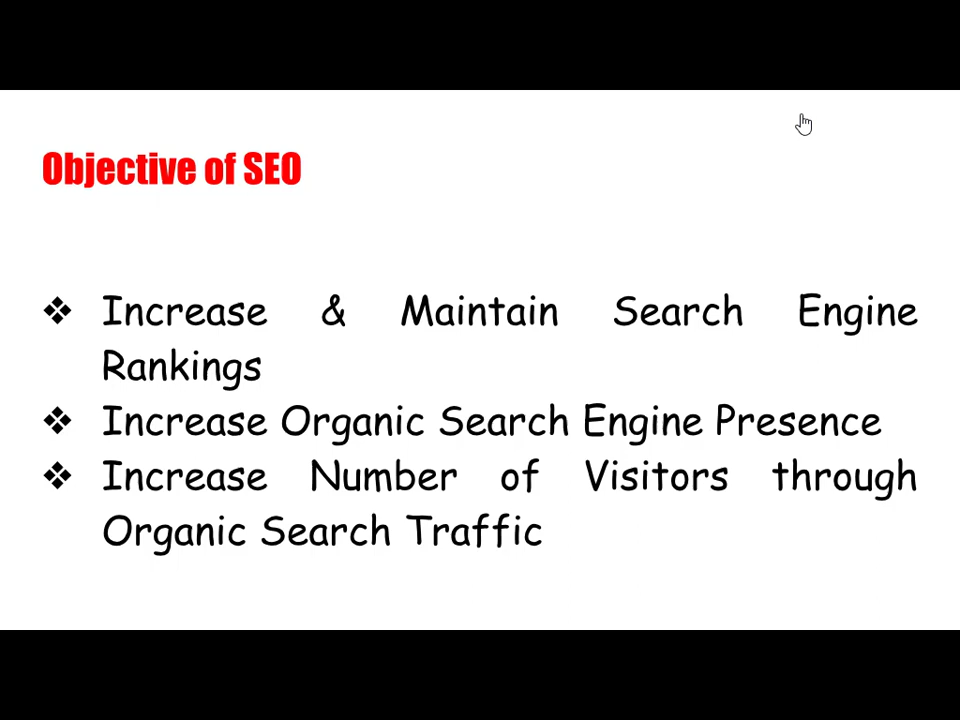 Objective of SEO
❖ Increase & Maintain Search Engine
Rankings
❖ Increase Organic Search Engine Presence
❖ Increase Number of Visitors through
Organic Search Traffic